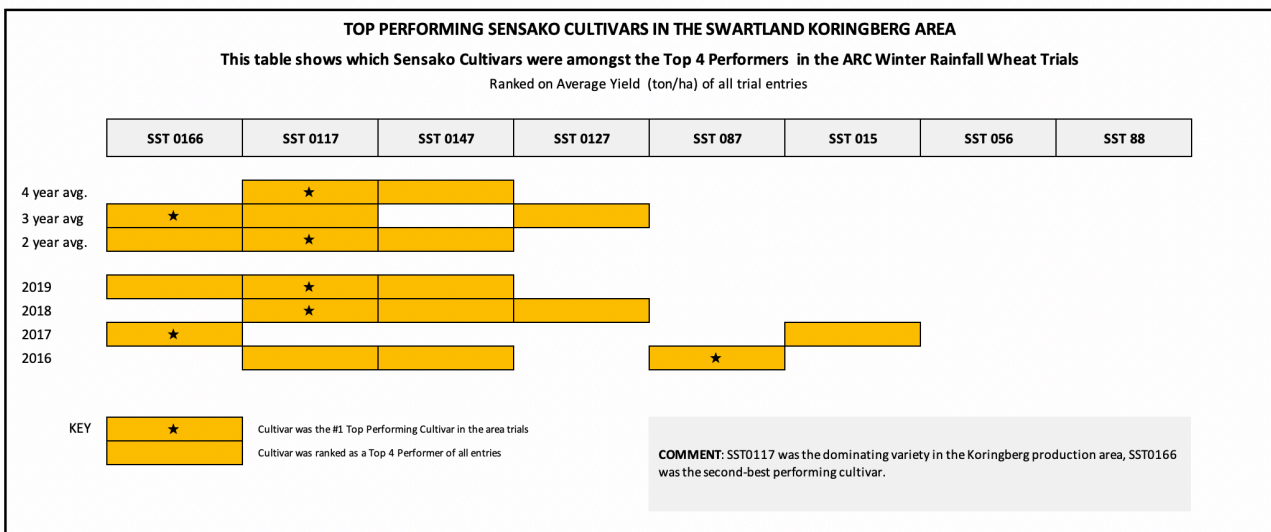 TOP PERFORMING SENSAKO CULTIVARS IN THE SWARTLAND KORINGBERG AREA
This table shows which Sensako Cultivars were amongst the Top 4 Performers in the ARC Winter Rainfall Wheat Trials
Ranked on Average Yield (ton/ha) of all trial entries
SST 0166 SST 0117 SST 0147 SST 0127 SST 087 SST 015 SST 056 SST 88
4 year avg. ★
3 year avg ★
2 year avg. ★
2019 ★
2018 ★
2017 ★
2016 ★
KEY ★ Cultivar was the #1 Top Performing Cultivar in the area trials
Cultivar was ranked as a Top 4 Performer of all entries
COMMENT: SST0117 was the dominating variety in the Koringberg production area, SST0166
was the second-best performing cultivar.